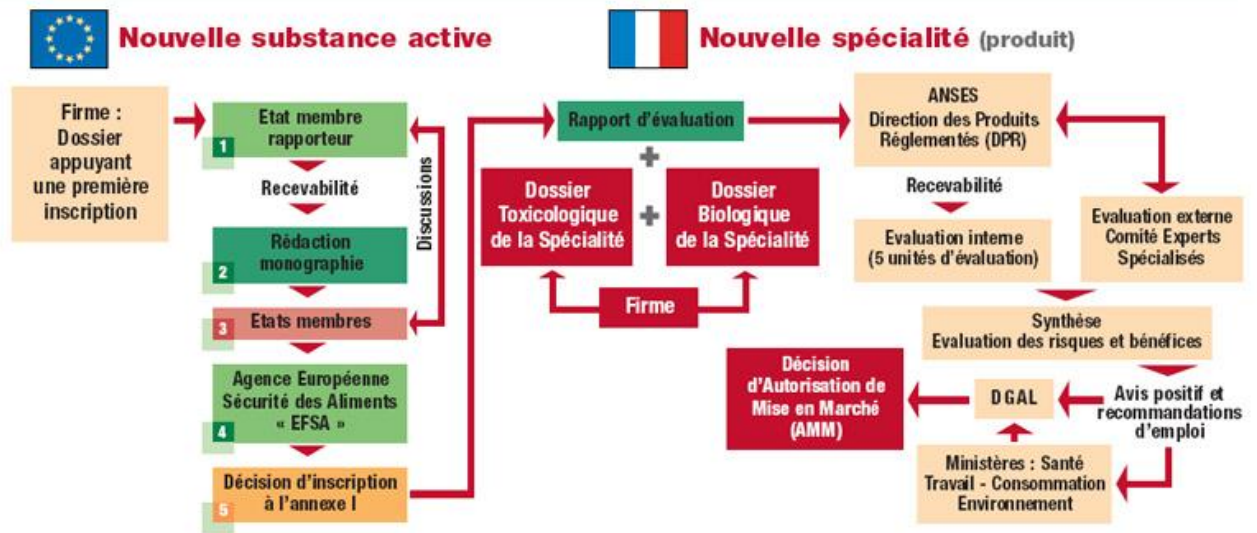 Nouvelle substance active
Firme :
Dossier
appuyant
une première
inscription
Etat membre
rapporteur
1
Recevabilité
Discussions
Rédaction
monographie
2
Etats membres
3
Agence Européenne
Sécurité des Aliments
« EFSA »
4
Décision d'inscription
à l'annexe I
5
Nouvelle spécialité (produit)
Rapport d'évaluation
+
Dossier
Toxicologique
de la Spécialité
+
Dossier
Biologique
de la Spécialité
Firme
ANSES
Direction des Produits
Réglementés (DPR)
Recevabilité
Evaluation interne
(5 unités d'évaluation)
Evaluation externe
Comité Experts
Spécialisés
Synthèse
Evaluation des risques et bénéfices
Avis positif et
recommandations
d'emploi
DGAL
Ministères : Santé
Travail - Consommation
Environnement
Décision
d'Autorisation de
Mise en Marché
(AMM)